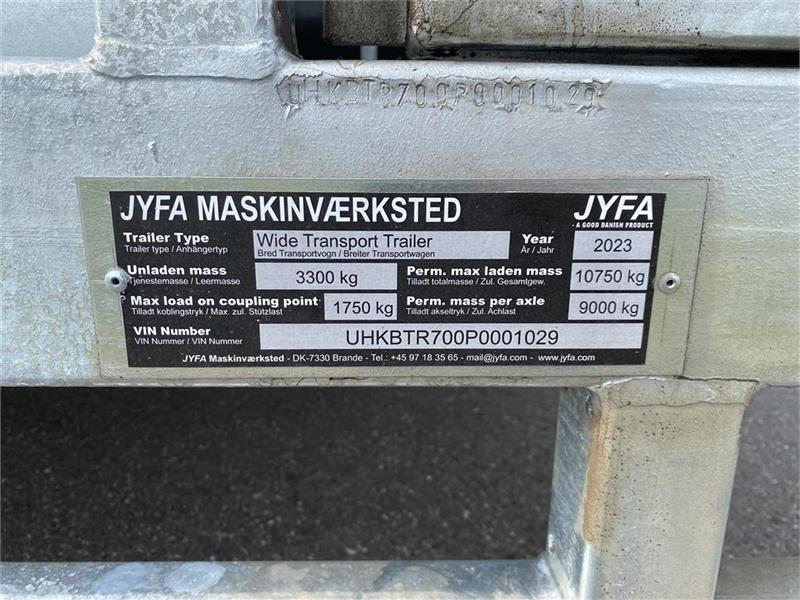 UHKBTR700P0001029
JYFA MASKINVÆRKSTED
JYFA
- A GOOD DANISH PRODUCT
Trailer Type
Trailer type / Anhängertyp
Wide Transport Trailer
Bred Transportvogn / Breiter Transportwagen
Year
År / Jahr
2023
Unladen mass
Tjenestemasse / Leermasse
3300 kg
Perm. max laden mass
Tilladt totalmasse / Zul. Gesamtgew.
10750 kg
Max load on coupling point
Tilladt koblingstryk / Max. zul. Stützlast
1750 kg
Perm. mass per axle
Tilladt akseltryk / Zul. Achlast
9000 kg
VIN Number
VIN Nummer / VIN Nummer
UHKBTR700P0001029
JYFA Maskinværksted - DK-7330 Brande - Tel.: +45 97 18 35 65 - mail@jyfa.com - www.jyfa.com